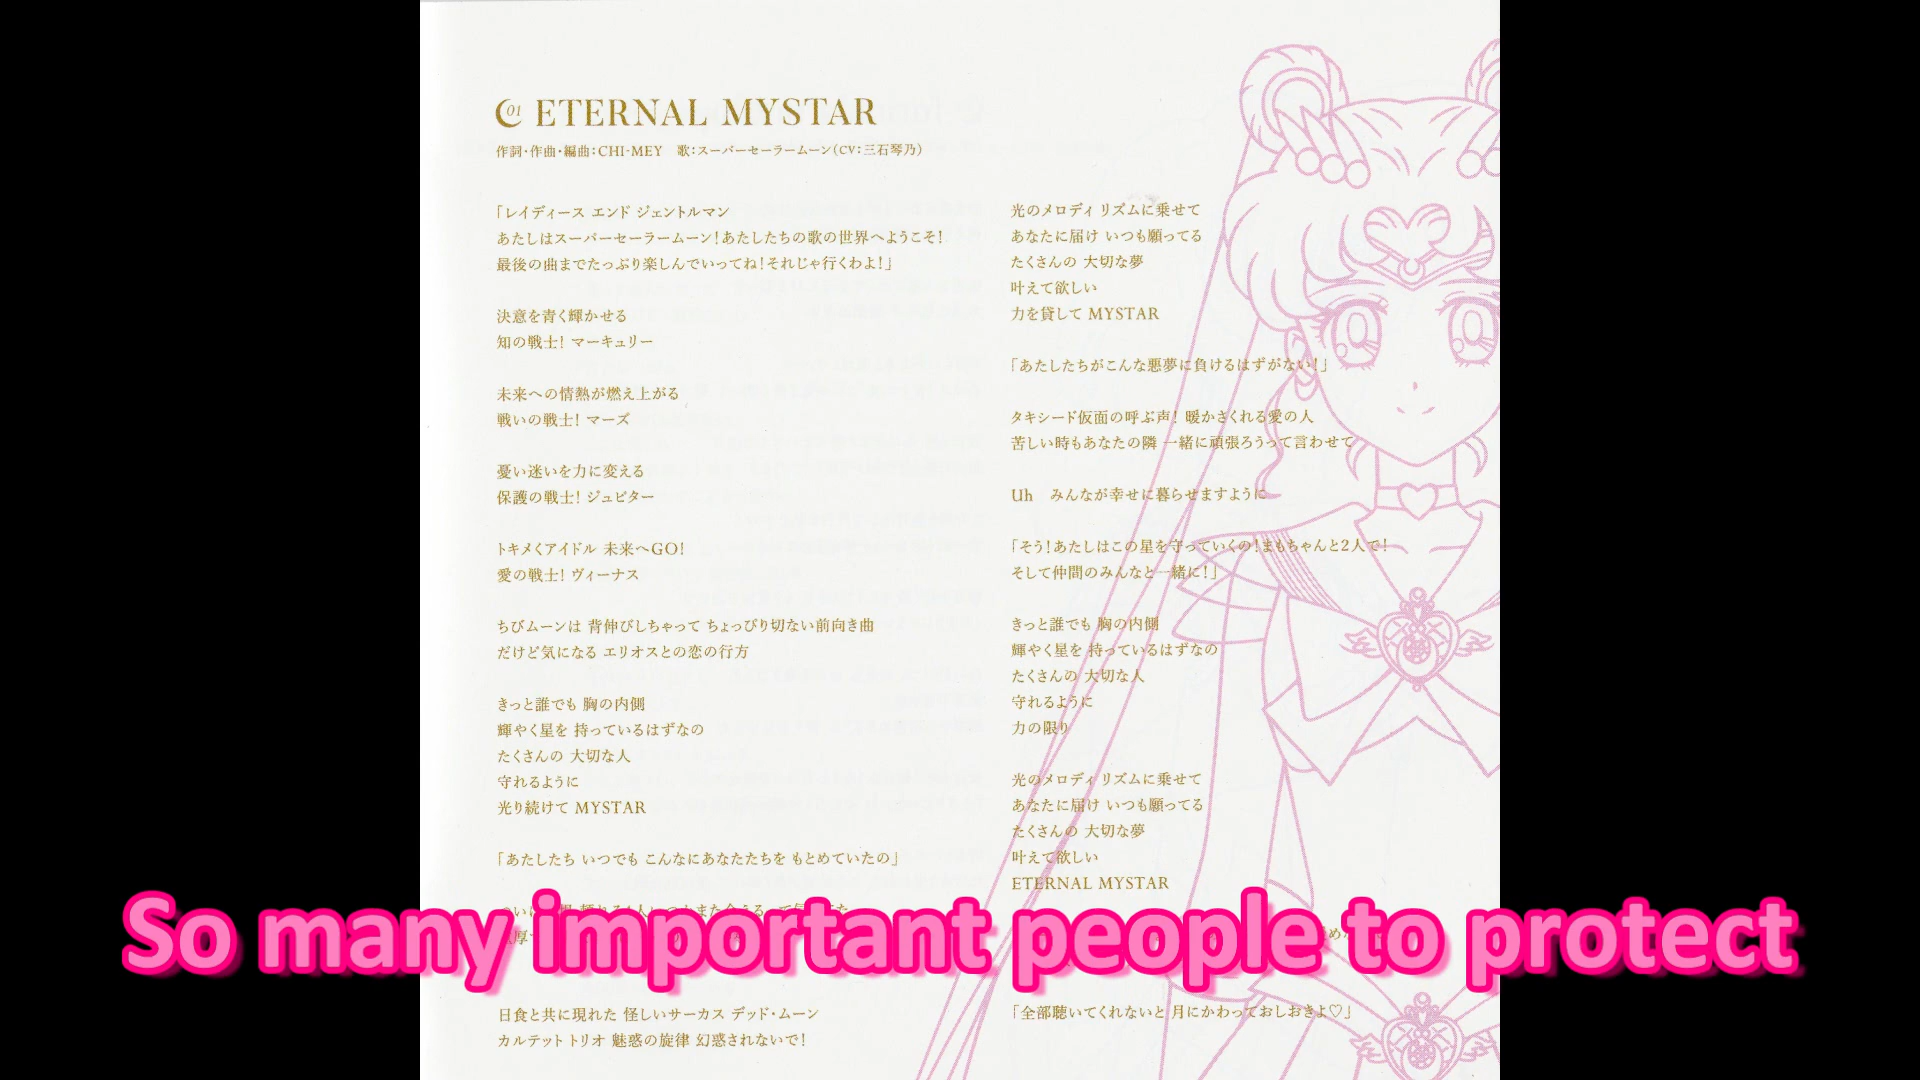 01 ETERNAL MYSTAR
作詞・作曲・編曲:CHI-MEY 歌:スーパーセーラームーン(CV:三石琴乃)
「レイディース エンド ジェントルマン
あたしはスーパーセーラームーン!あたしたちの歌の世界へようこそ!
最後の曲までたっぷり楽しんでいってね!それじゃ行くわよ!」
決意を青く輝かせる
知の戦士! マーキュリー
未来への情熱が燃え上がる
戦いの戦士! マーズ
憂い迷いを力に変える
保護の戦士! ジュピター
トキメくアイドル 未来へGO!
愛の戦士! ヴィーナス
ちびムーンは 背伸びしちゃって ちょっぴり切ない前向き曲
だけど気になる エリオスとの恋の行方
きっと誰でも 胸の内側
輝やく星を 持っているはずなの
たくさんの 大切な人
守れるように
光り続けて MYSTAR
「あたしたち いつでも こんなにあなたたちを もとめていたの」
日食と共に現れた 怪しいサーカス デッド・ムーン
カルテット トリオ 魅惑の旋律 幻惑されないで!
光のメロディ リズムに乗せて
あなたに届け いつも願ってる
たくさんの 大切な夢
叶えて欲しい
力を貸して MYSTAR
「あたしたちがこんな悪夢に負けるはずがない!」
タキシード仮面の呼ぶ声! 暖かさくれる愛の人
苦しい時もあなたの隣 一緒に頑張ろうって言わせて
Uh みんなが幸せに暮らせますように
「そう!あたしはこの星を守っていくの!まもちゃんと2人で!
そして仲間のみんなと一緒に!」
きっと誰でも 胸の内側
輝やく星を 持っているはずなの
たくさんの 大切な人
守れるように
力の限り
光のメロディ リズムに乗せて
あなたに届け いつも願ってる
たくさんの 大切な夢
叶えて欲しい
ETERNAL MYSTAR
「全部聴いてくれないと 月にかわっておしおきよ♡」
So many important people to protect